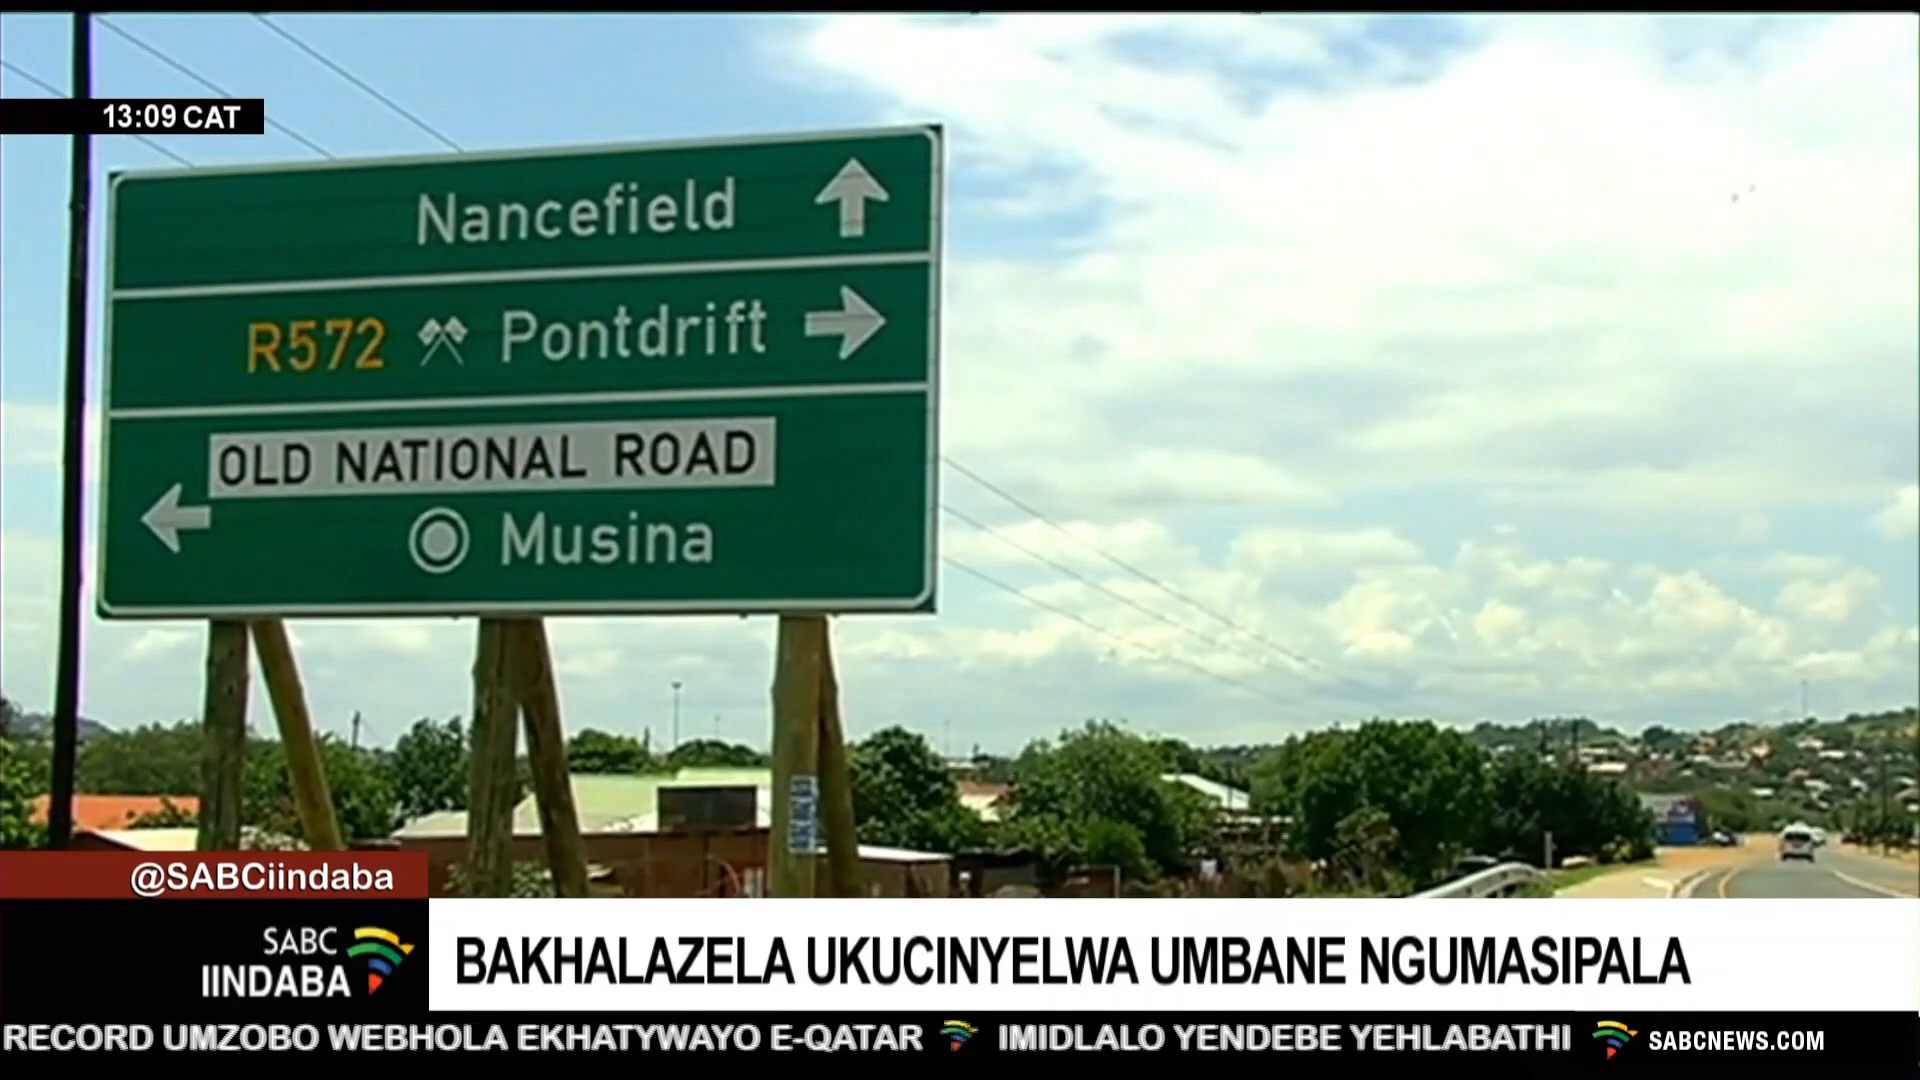 13:09 CAT
Nancefield
R572 Pontdrift
OLD NATIONAL ROAD
Musina
@SABCiindaba
SABC
IINDABA
BAKHALAZELA UKUCINYELWA UMBANE NGUMASIPALA
RECORD UMZOBO WEBHOLA EKHATYWAYO E-QATAR IMIDLALO YENDEBE YEHLABATHI
SABCNEWS.COM